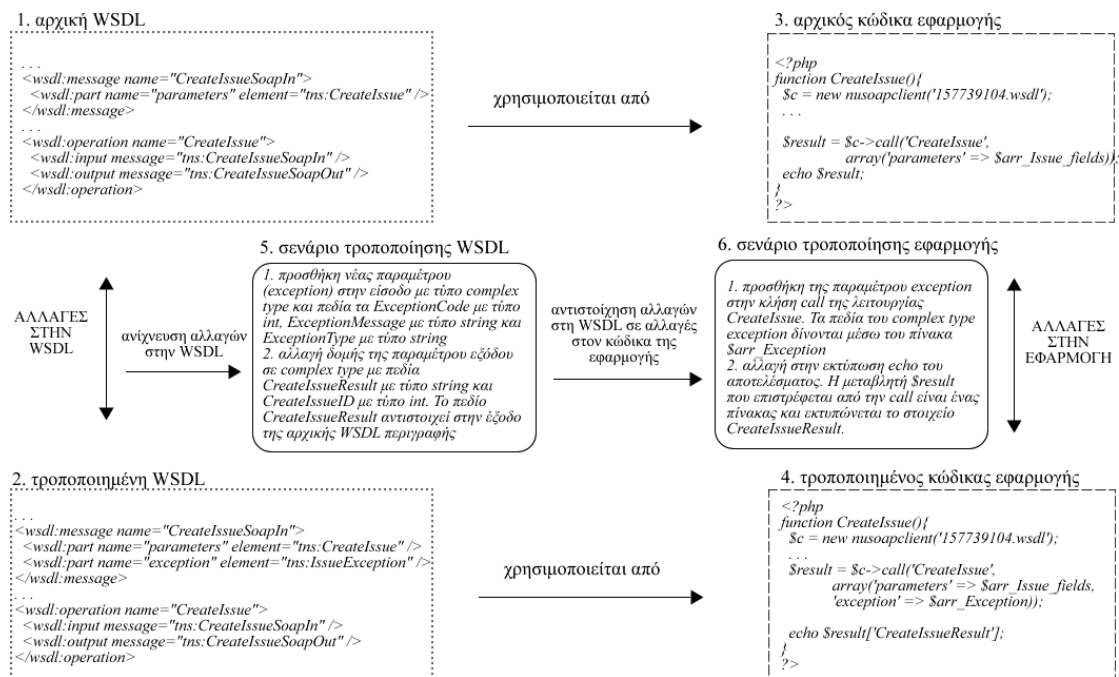 1. αρχική WSDL
. . .
<wsdl:message name="CreateIssueSoapIn">
<wsdl:part name="parameters" element="tns:CreateIssue" />
</wsdl:message>
. . .
<wsdl:operation name="CreateIssue">
<wsdl:input message="tns:CreateIssueSoapIn" />
<wsdl:output message="tns:CreateIssueSoapOut" />
</wsdl:operation>
χρησιμοποιείται από
3. αρχικός κώδικα εφαρμογής
<?php
function CreateIssue(){
$c = new nusoapclient('157739104.wsdl');
. . .
$result = $c->call('CreateIssue',
array('parameters' => $arr_Issue_fields));
echo $result;
}
?>
ΑΛΛΑΓΕΣ
ΣΤΗΝ
WSDL
ανίχνευση αλλαγών
στην WSDL
5. σενάριο τροποποίησης WSDL
1. προσθήκη νέας παραμέτρου
(exception) στην είσοδο με τύπο complex
type και πεδία τα ExceptionCode με τύπο
int, ExceptionMessage με τύπο string και
ExceptionType με τύπο string
2. αλλαγή δομής της παραμέτρου εξόδου
σε complex type με πεδία
CreateIssueResult με τύπο string και
CreateIssueID με τύπο int. Το πεδίο
CreateIssueResult αντιστοιχεί στην έξοδο
της αρχικής WSDL περιγραφής
αντιστοίχηση αλλαγών
στη WSDL σε αλλαγές
στον κώδικα της
εφαρμογής
6. σενάριο τροποποίησης εφαρμογής
1. προσθήκη της παραμέτρου exception
στην κλήση call της λειτουργίας
CreateIssue. Τα πεδία του complex type
exception δίνονται μέσω του πίνακα
$arr_Exception
2. αλλαγή στην εκτύπωση echo του
αποτελέσματος. Η μεταβλητή $result
που επιστρέφεται από την call είναι ένας
πίνακας και εκτυπώνεται το στοιχείο
CreateIssueResult.
ΑΛΛΑΓΕΣ
ΣΤΗΝ
ΕΦΑΡΜΟΓΗ
2. τροποποιημένη WSDL
. . .
<wsdl:message name="CreateIssueSoapIn">
<wsdl:part name="parameters" element="tns:CreateIssue" />
<wsdl:part name="exception" element="tns:IssueException" />
</wsdl:message>
. . .
<wsdl:operation name="CreateIssue">
<wsdl:input message="tns:CreateIssueSoapIn" />
<wsdl:output message="tns:CreateIssueSoapOut" />
</wsdl:operation>
χρησιμοποιείται από
4. τροποποιημένος κώδικας εφαρμογής
<?php
function CreateIssue(){
$c = new nusoapclient('157739104.wsdl');
. . .
$result = $c->call('CreateIssue',
array('parameters' => $arr_Issue_fields,
'exception' => $arr_Exception));
echo $result['CreateIssueResult'];
}
?>